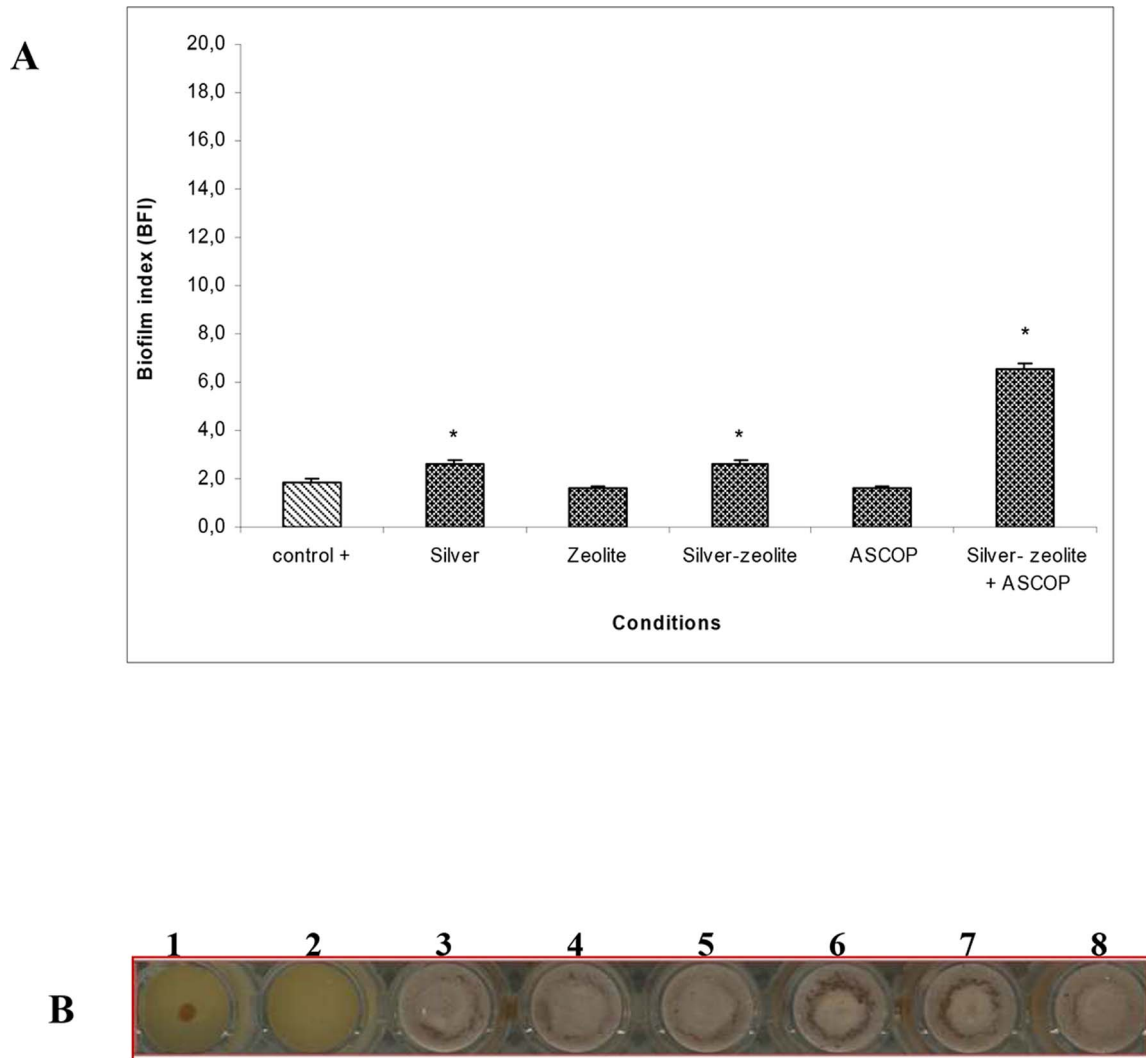 A
20,0
18,0
16,0
14,0
12,0
10,0
8,0
6,0
4,0
2,0
0,0
Biofilm index (BFI)
*
*
*
control +
Silver
Zeolite
Silver-zeolite
ASCOP
Silver- zeolite
+ ASCOP
Conditions
1 2 3 4 5 6 7 8
B